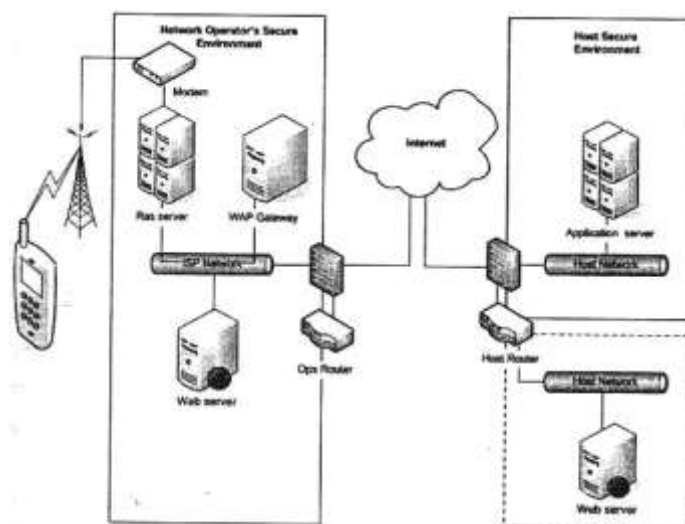 Network Operator's Secure
Environment
Host Secure
Environment
Modem
Internet
Ras server
WAP Gateway
Application server
ISP Network
Host Network
Ops Router
Host Router
Web server
Host Network
Web server